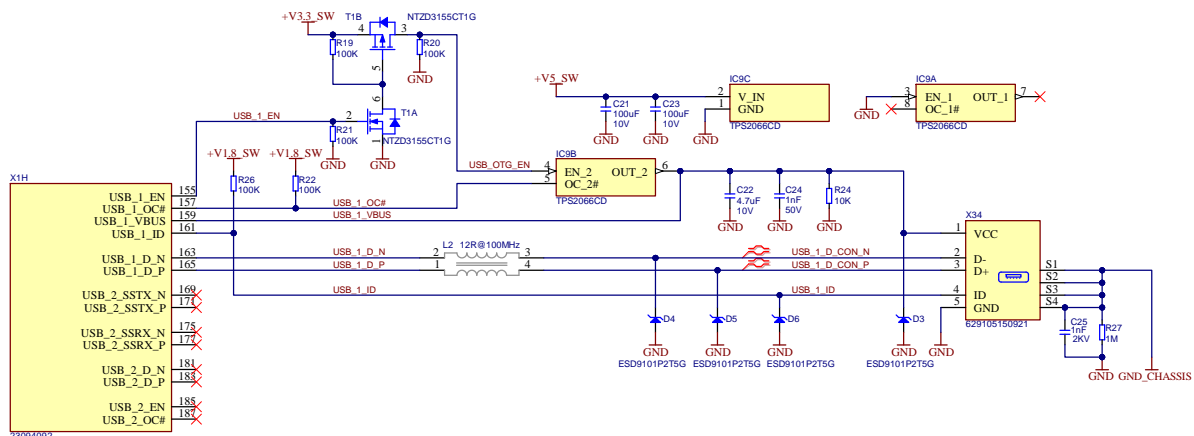 +V3.3_SW
T1B
NTZD3155CT1G
4
3
R19
100K
R20
100K
5
GND
6
T1A
USB_1_EN
2
R21
100K
1
NTZD3155CT1G
GND
GND
+V5_SW
C21
100uF
10V
C23
100uF
10V
GND
GND
GND
IC9C
2
V_IN
1
GND
TPS2066CD
IC9A
3
EN_1
OUT_1
7
8
OC_1#
GND
TPS2066CD
+V1.8_SW
+V1.8_SW
R26
100K
R22
100K
USB_OTG_EN
IC9B
4
EN_2
OUT_2
6
5
OC_2#
TPS2066CD
C22
4.7uF
10V
C24
1nF
50V
R24
10K
GND
GND
GND
X1H
USB_1_EN
155
USB_1_OC#
157
USB_1_OC#
USB_1_VBUS
159
USB_1_VBUS
USB_1_ID
161
USB_1_D_N
163
USB_1_D_N
USB_1_D_P
165
USB_1_D_P
L2
12R@100MHz
2
3
1
4
USB_1_D_CON_N
USB_1_D_CON_P
USB_1_ID
USB_1_ID
USB_2_SSTX_N
169
USB_2_SSTX_P
171
USB_2_SSRX_N
175
USB_2_SSRX_P
177
USB_2_D_N
181
USB_2_D_P
183
USB_2_EN
185
USB_2_OC#
187
23094092
D4
D5
D6
D3
GND
GND
GND
GND
ESD9101P2T5G
ESD9101P2T5G
ESD9101P2T5G
ESD9101P2T5G
X34
1
VCC
2
D-
3
D+
4
ID
5
GND
S1
S2
S3
S4
629105150921
GND
C25
1nF
2KV
R27
1M
GND
GND_CHASSIS